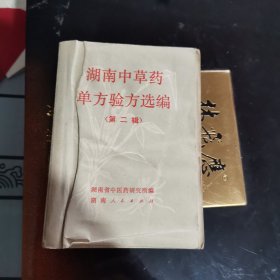 湖南中草药
单方验方选编
(第二辑)
湖南省中医药研究所编
湖南人民出版社